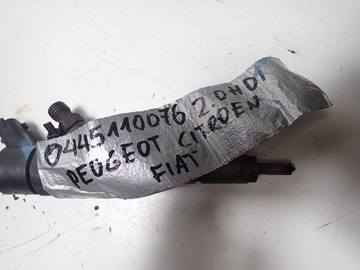 0445110076 2.0HDI
PEUGEOT CITROEN
FIAT